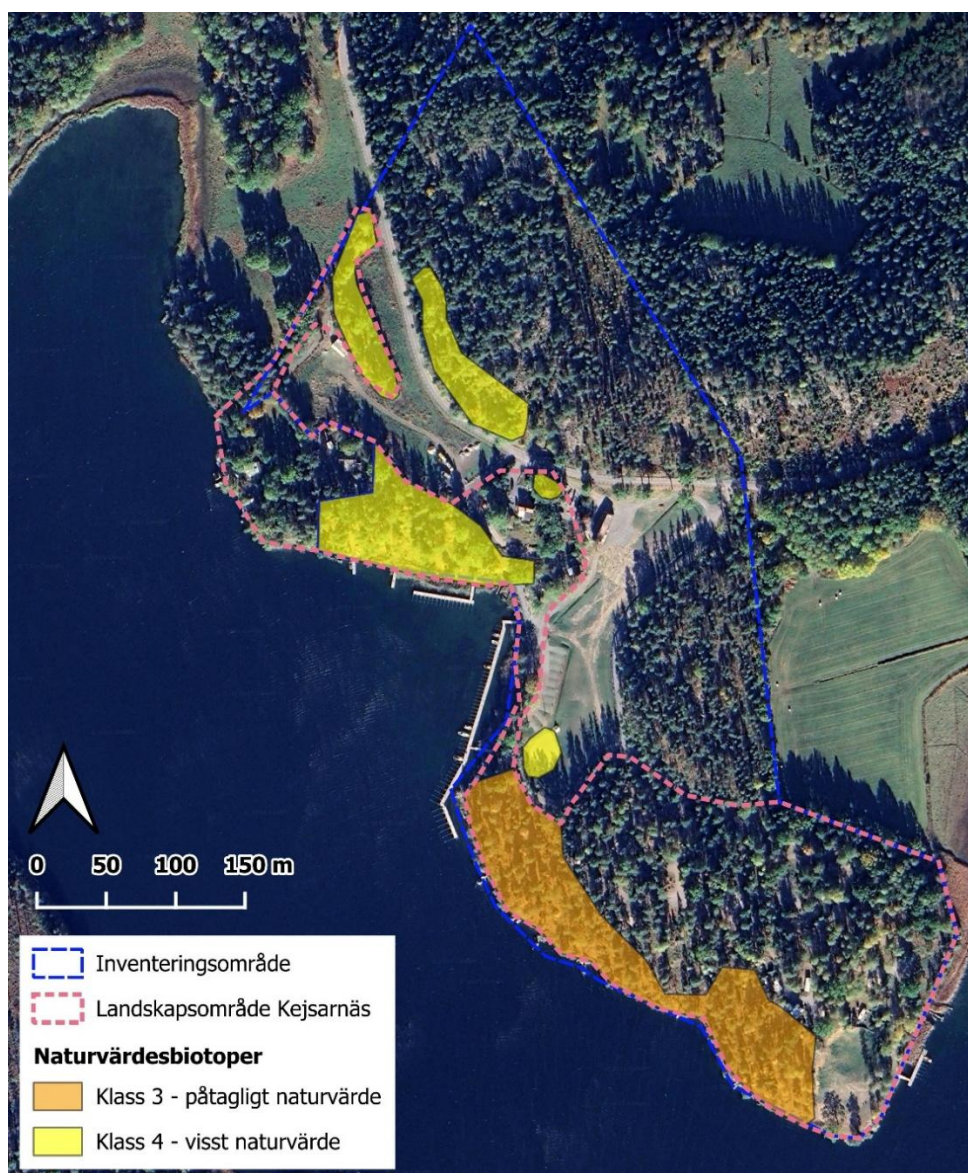 0 50 100 150 m
Inventeringsområde
Landskapsområde Kejsarnäs
Naturvärdesbiotoper
Klass 3 - påtagligt naturvärde
Klass 4 - visst naturvärde